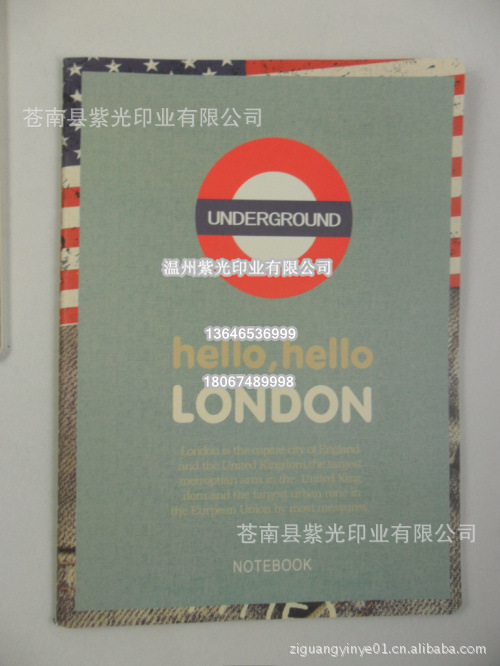 苍南县紫光印业有限公司
UNDERGROUND
温州紫光印业有限公司
13646536999
hello, hello
18067489998
LONDON
London is the capital city of England
and the United Kingdom, the largest
metropolitan area in the United King
dom and the largest urban zone in
the European Union by most measures
苍南县紫光印业有限公司
NOTEBOOK
ziguangyinye01.cn.alibaba.com